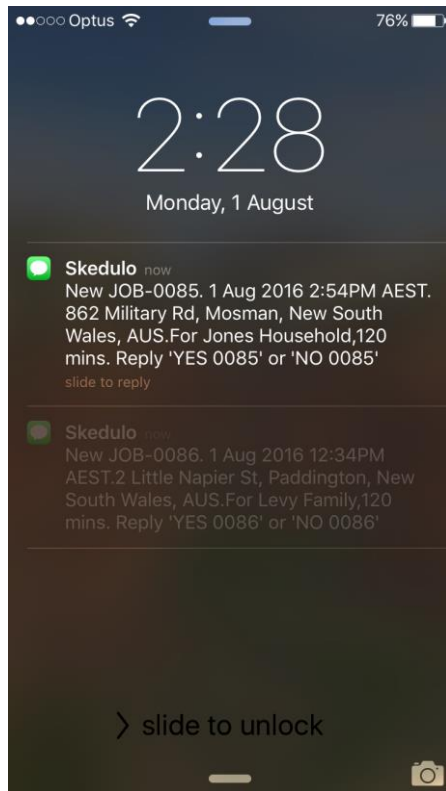 Optus 76%
2:28
Monday, 1 August
Skedulo now
New JOB-0085. 1 Aug 2016 2:54PM AEST.
862 Military Rd, Mosman, New South
Wales, AUS.For Jones Household,120
mins. Reply 'YES 0085' or 'NO 0085'
slide to reply
Skedulo now
New JOB-0086. 1 Aug 2016 12:34PM
AEST.2 Little Napier St, Paddington, New
South Wales, AUS.For Levy Family,120
mins. Reply 'YES 0086' or 'NO 0086'
slide to unlock